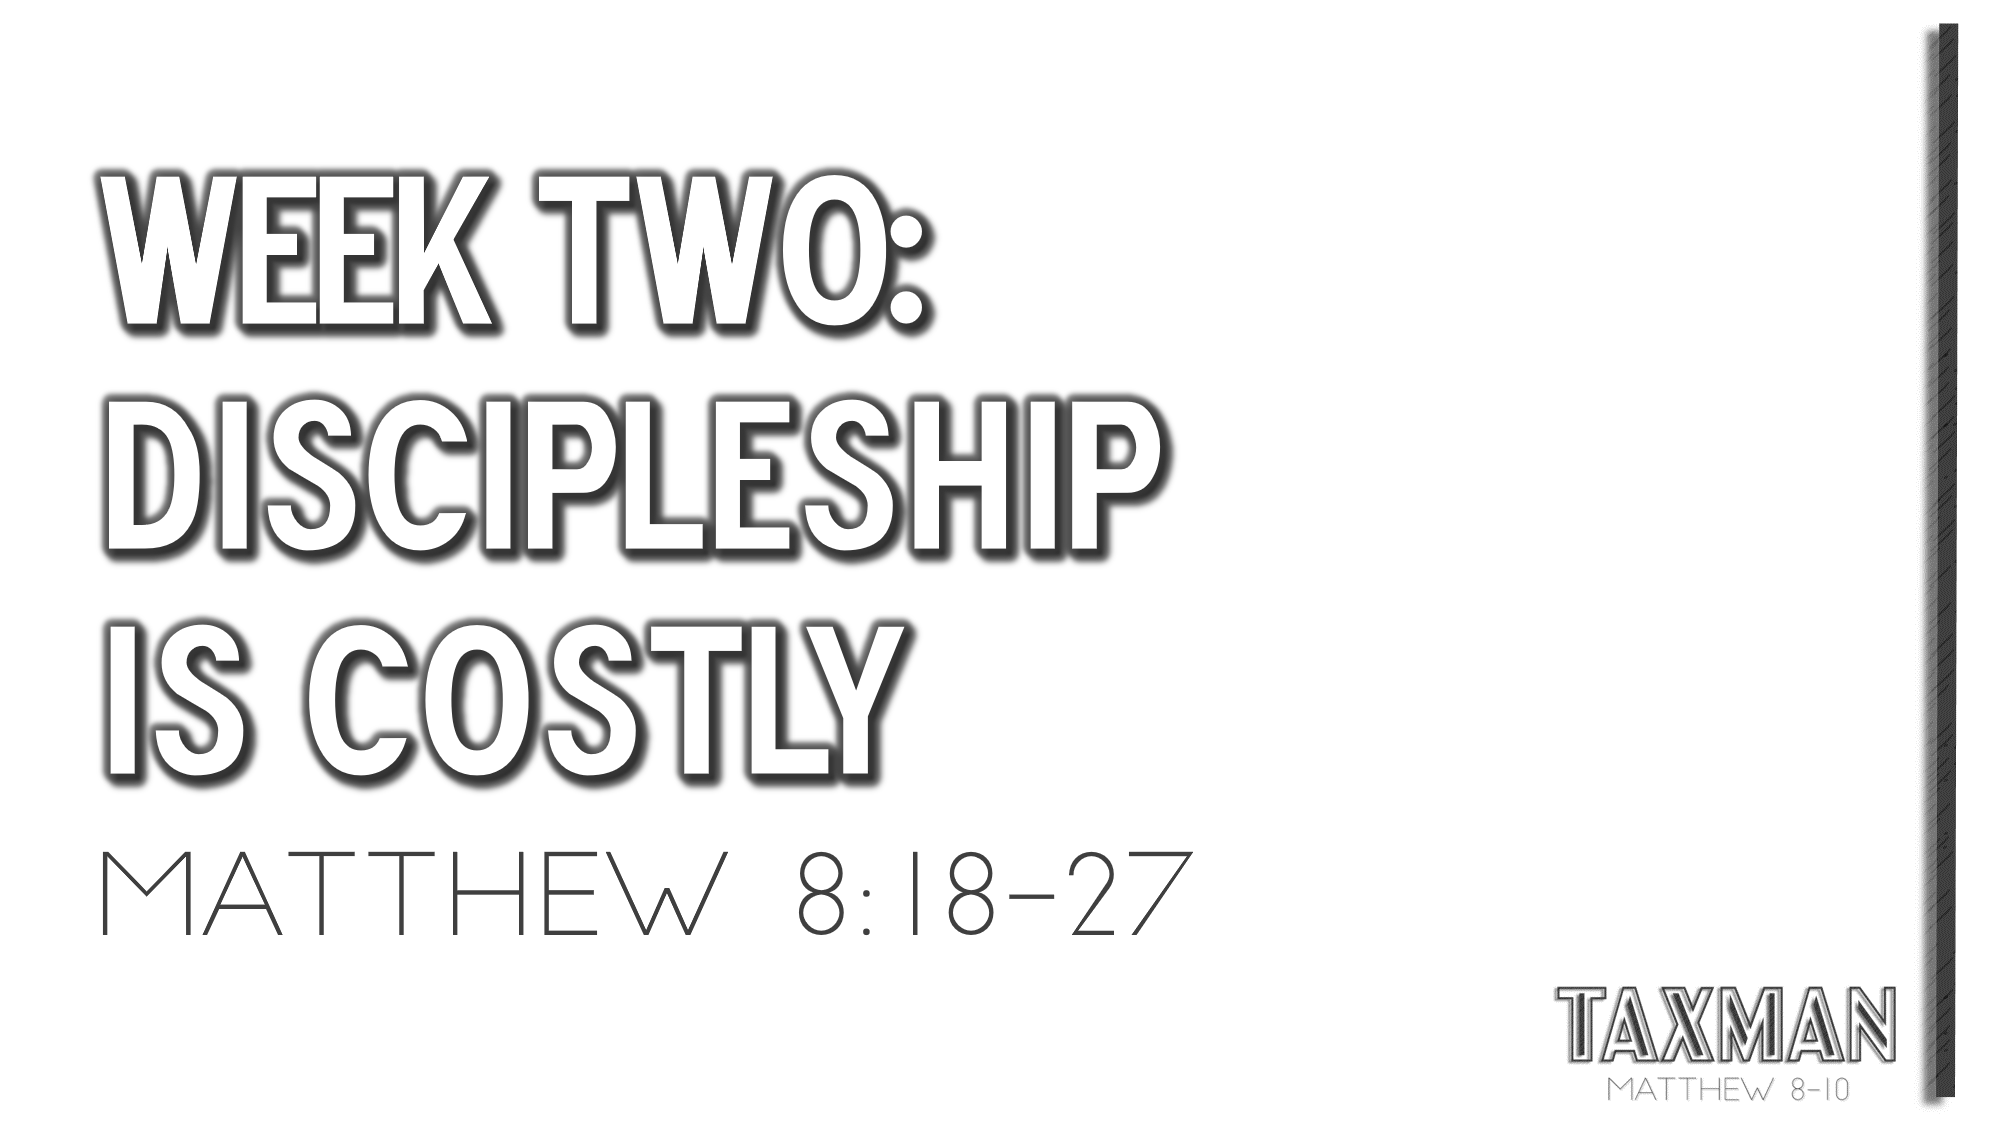 WEEK TWO:
DISCIPLESHIP
IS COSTLY
MATTHEW 8:18-27
TAXMAN
MATTHEW 8-10